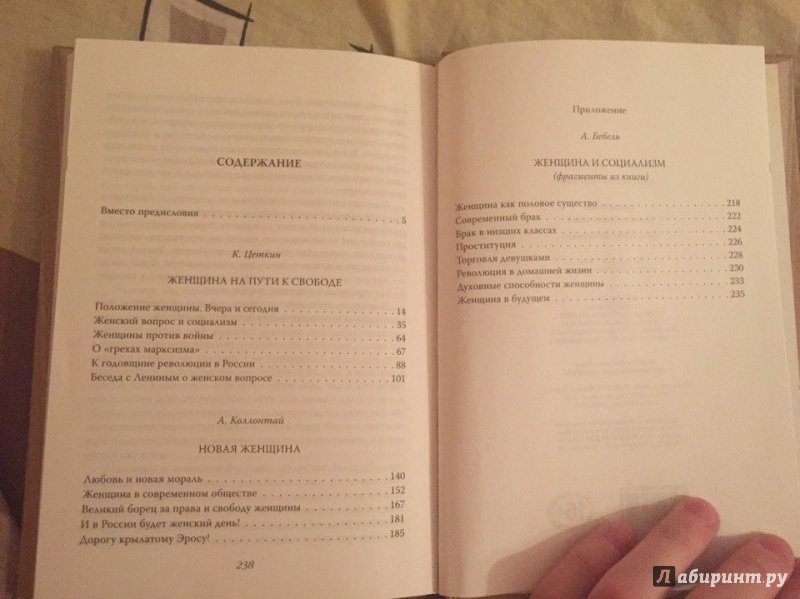 СОДЕРЖАНИЕ
Вместо предисловия . . . . . . . . . . . . . . . . . . . . 5
К. Цеткин
ЖЕНЩИНА НА ПУТИ К СВОБОДЕ
Положение женщины. Вчера и сегодня . . . . . . . . . . . 14
Женский вопрос и социализм . . . . . . . . . . . . . . . 35
Женщины против войны . . . . . . . . . . . . . . . . . . 64
О «грехах марксизма» . . . . . . . . . . . . . . . . . . 67
К годовщине революции в России . . . . . . . . . . . . . 88
Беседа с Лениным о женском вопросе . . . . . . . . . . . 101
А. Коллонтай
НОВАЯ ЖЕНЩИНА
Любовь и новая мораль . . . . . . . . . . . . . . . . . . 140
Женщина в современном обществе . . . . . . . . . . . . . 152
Великий борец за права и свободу женщины . . . . . . . . 167
И в России будет женский день! . . . . . . . . . . . . . 181
Дорогу крылатому Эросу! . . . . . . . . . . . . . . . . . 185
238
Приложение
А. Бебель
ЖЕНЩИНА И СОЦИАЛИЗМ
(фрагменты из книги)
Женщина как половое существо . . . . . . . . . . . . . . 218
Современный брак . . . . . . . . . . . . . . . . . . . . 222
Брак в низших классах . . . . . . . . . . . . . . . . . . 224
Проституция . . . . . . . . . . . . . . . . . . . . . . . 226
Торговля девушками . . . . . . . . . . . . . . . . . . . 228
Революция в домашней жизни . . . . . . . . . . . . . . . 230
Духовные способности женщины . . . . . . . . . . . . . . 233
Женщина в будущем . . . . . . . . . . . . . . . . . . . . 235
Лабиринт.ру